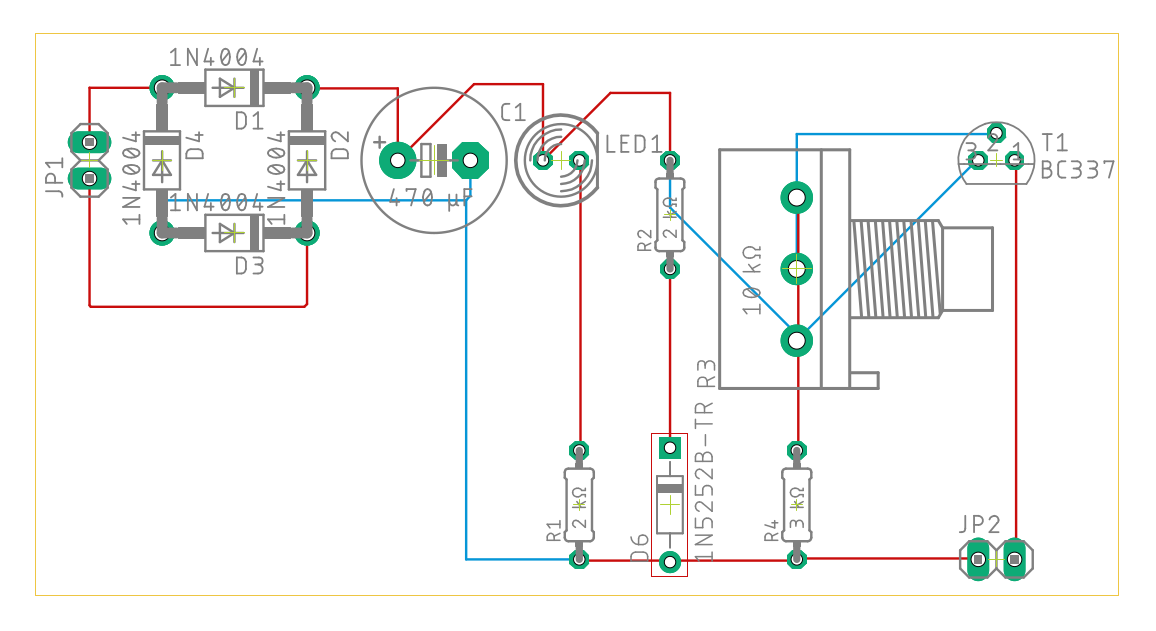 1N4004
D1
1N4004
D4
D2
1N4004
JP1
1N4004
D3
+
C1
470 µF
LED1
R2
2 kΩ
10 kΩ
R3
3 2 1
T1
BC337
R1
2 kΩ
D6
1N5252B-TR
R4
3 kΩ
JP2